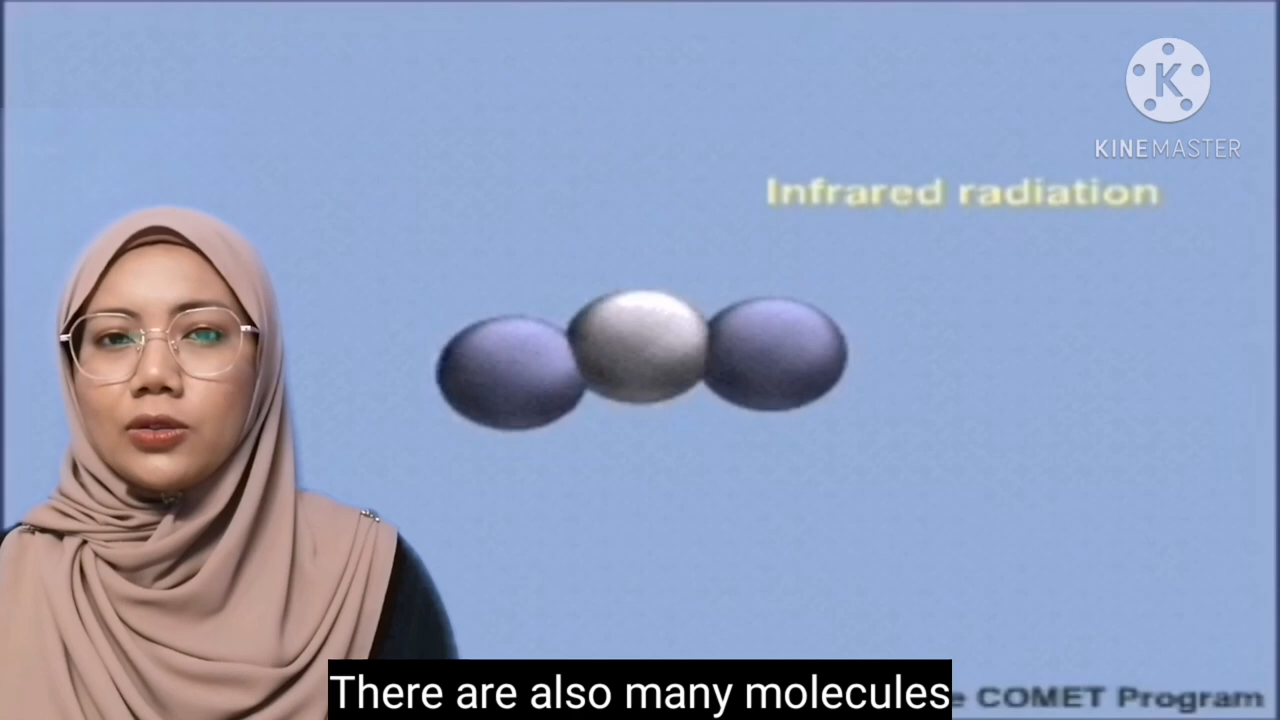 K
KINEMASTER
Infrared radiation
There are also many molecules
COMET Program